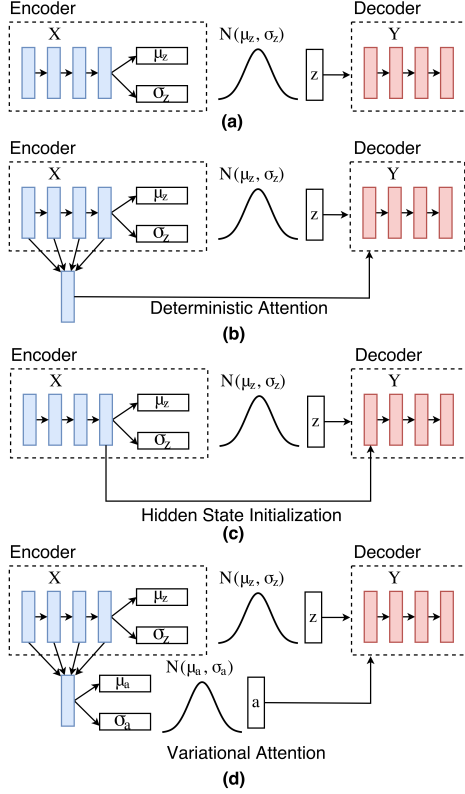 Encoder
Decoder
X
N(μz, σz)
Y
μz
z
σz
(a)
Encoder
Decoder
X
N(μz, σz)
Y
μz
z
σz
Deterministic Attention
(b)
Encoder
Decoder
X
N(μz, σz)
Y
μz
z
σz
Hidden State Initialization
(c)
Encoder
Decoder
X
N(μz, σz)
Y
μz
z
σz
N(μa, σa)
μa
a
σa
Variational Attention
(d)